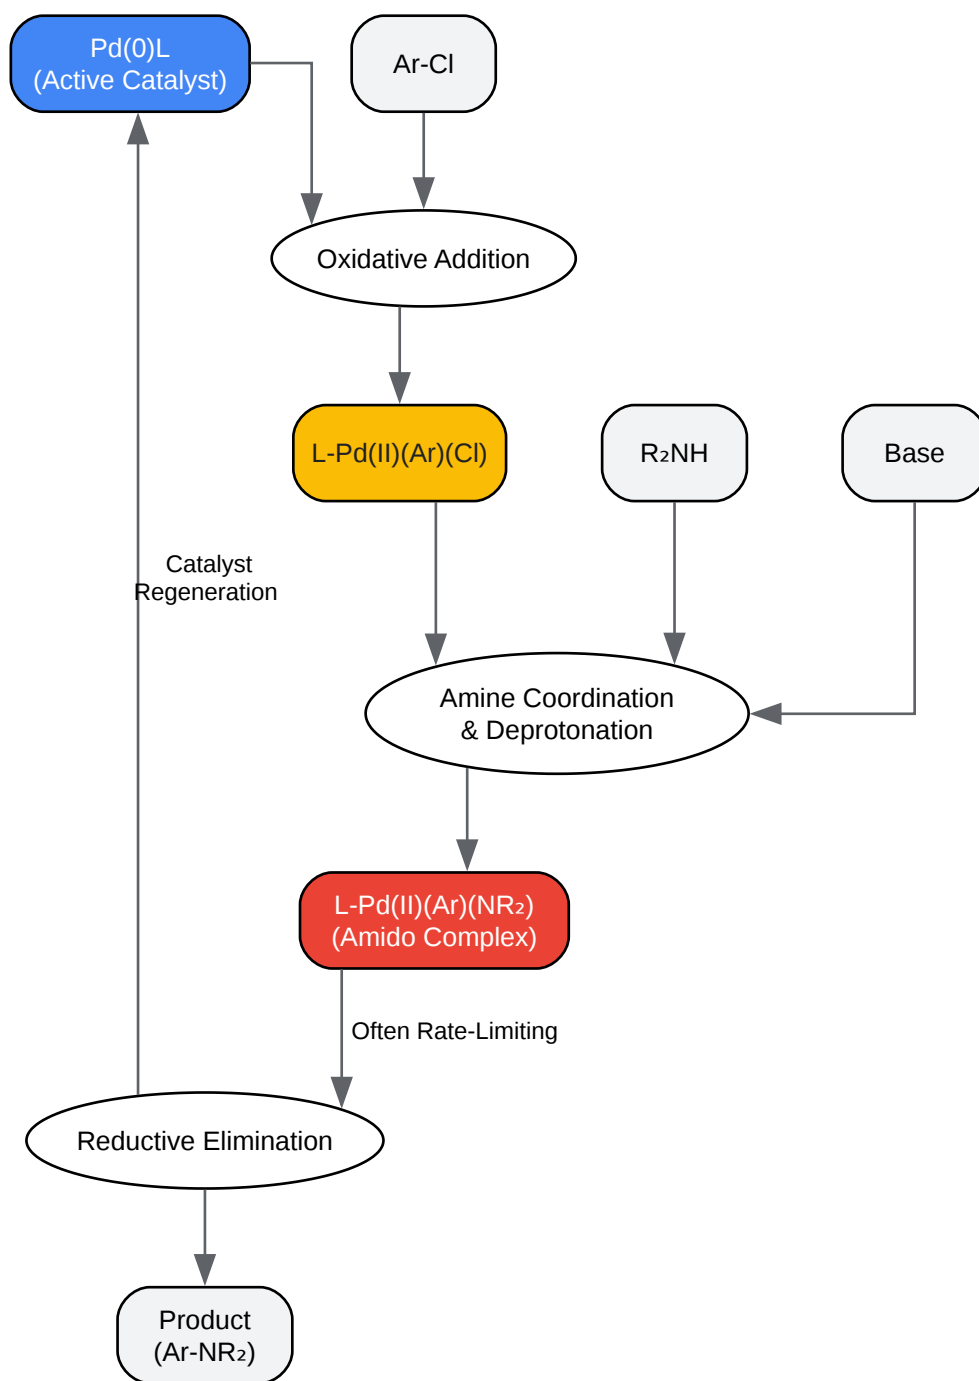 Pd(0)L
(Active Catalyst)
Ar-Cl
Oxidative Addition
L-Pd(II)(Ar)(Cl)
R₂NH
Base
Catalyst
Regeneration
Amine Coordination
& Deprotonation
L-Pd(II)(Ar)(NR₂)
(Amido Complex)
Often Rate-Limiting
Reductive Elimination
Product
(Ar-NR₂)